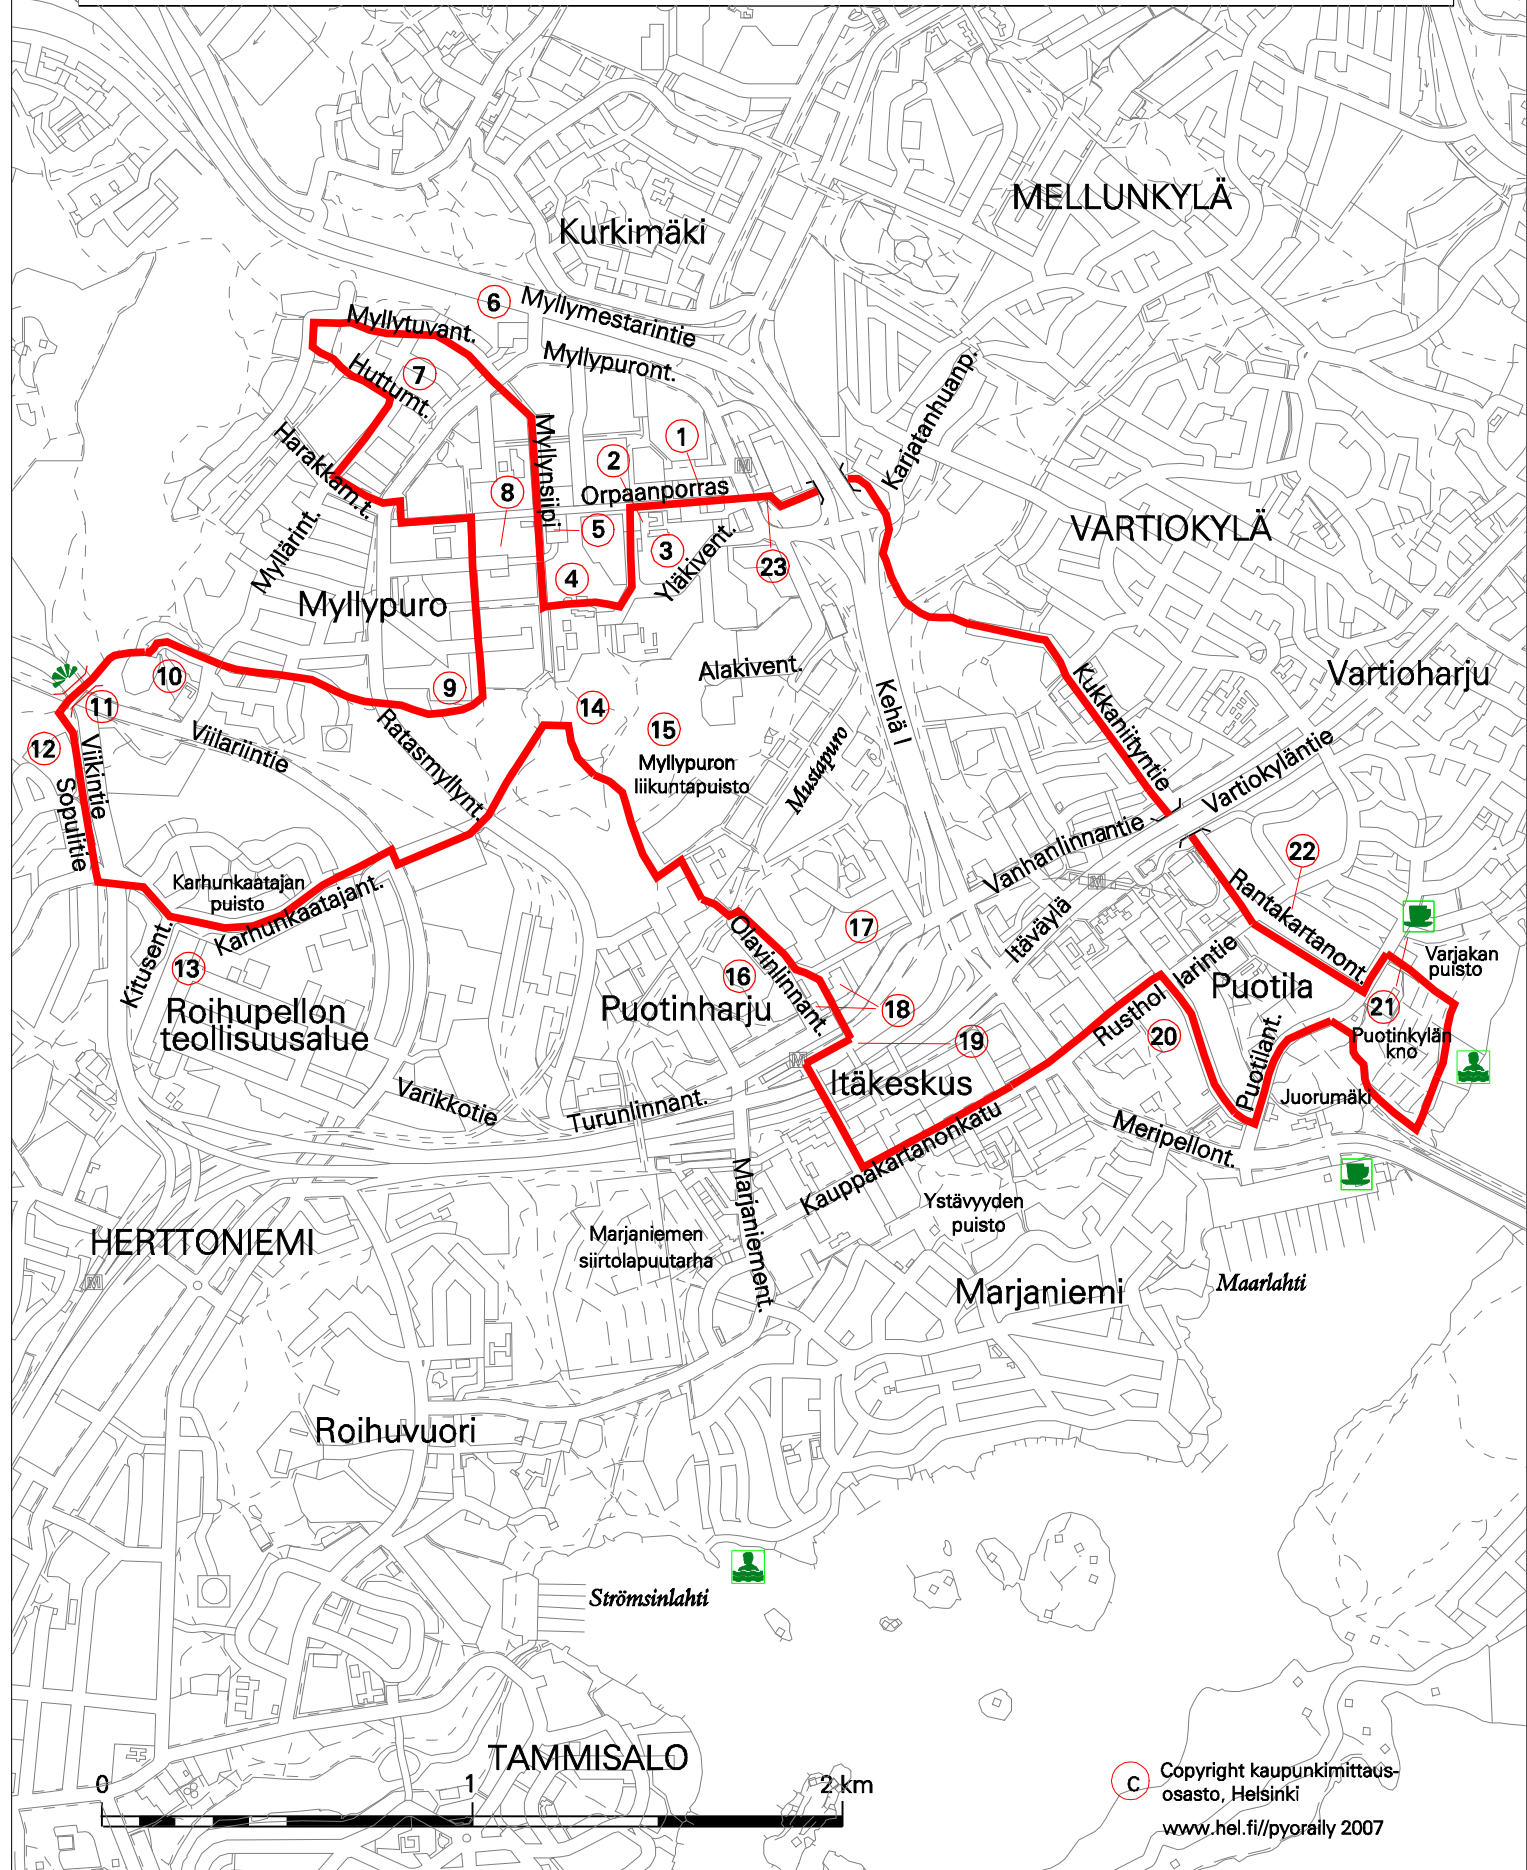 MELLUNKYLÄ
Kurkimäki
6
Myllymestarintie
Myllytuvant.
Myllypuront.
7
Huttumt.
Karjatanhuanp.
Harakkam.t.
Myllynsiipi
1
2
M
8
Orpaanporras
5
3
Yläkivent.
23
4
VARTIOKYLÄ
Myllärint.
Myllypuro
10
9
11
12
Viikintie
Sopulitie
Viilariintie
Ratasmyllynt.
14
15
Myllypuron
liikuntapuisto
Alakivent.
Mustapuro
Kehä I
Kukkaniityntie
Vartioharju
Vartiokyläntie
Vanhanlinnantie
M
22
Rantakartanont.
Karhunkaatajan
puisto
Karhunkaatajant.
Kitusent.
13
Roihupellon
teollisuusalue
Olavinlinnant.
17
16
Puotinharju
18
Itäväylä
19
Rusthollarintie
20
Puotila
Varjakan
puisto
21
Puotinkylän
kno
Puotilant.
Juorumäki
M
Itäkeskus
Varikkotie
Turunlinnant.
Kauppakartanonkatu
Meripellont.
Marjaniement.
Ystävyyden
puisto
HERTTONIEMI
M
Marjaniemen
siirtolapuutarha
Marjaniemi
Maarlahti
Roihuvuori
Strömsinlahti
TAMMISALO
0
1
2 km
C
Copyright kaupunkimittaus-
osasto, Helsinki
www.hel.fi//pyoraily 2007